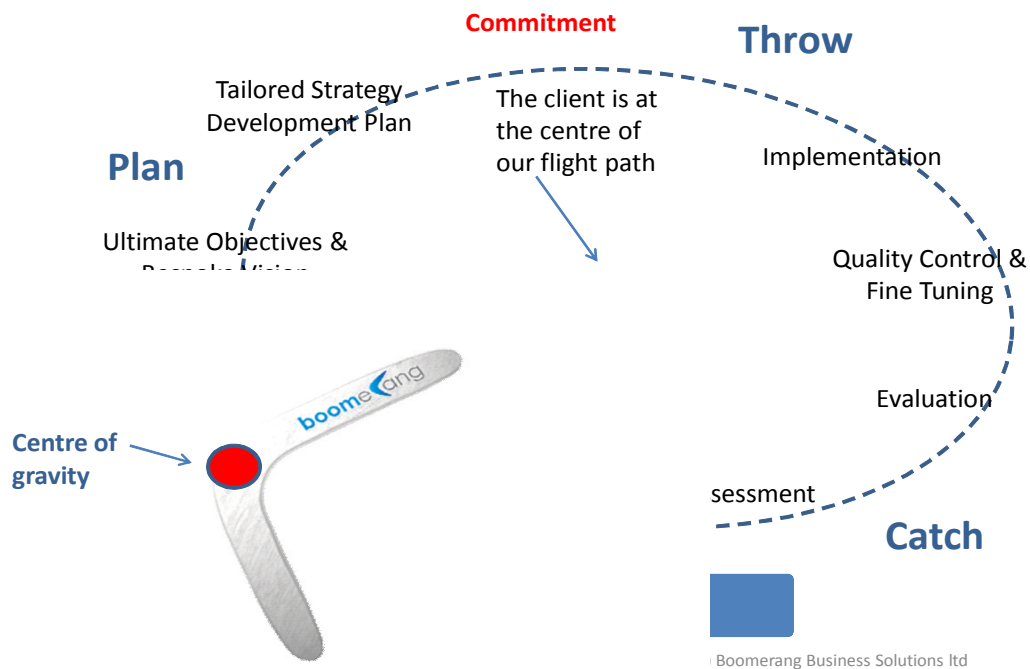 Commitment
Throw
Tailored Strategy
Development Plan
The client is at
the centre of
our flight path
Plan
Implementation
Ultimate Objectives &
Quality Control &
Fine Tuning
boomerang
Evaluation
Centre of
gravity
sessment
Catch
Boomerang Business Solutions ltd